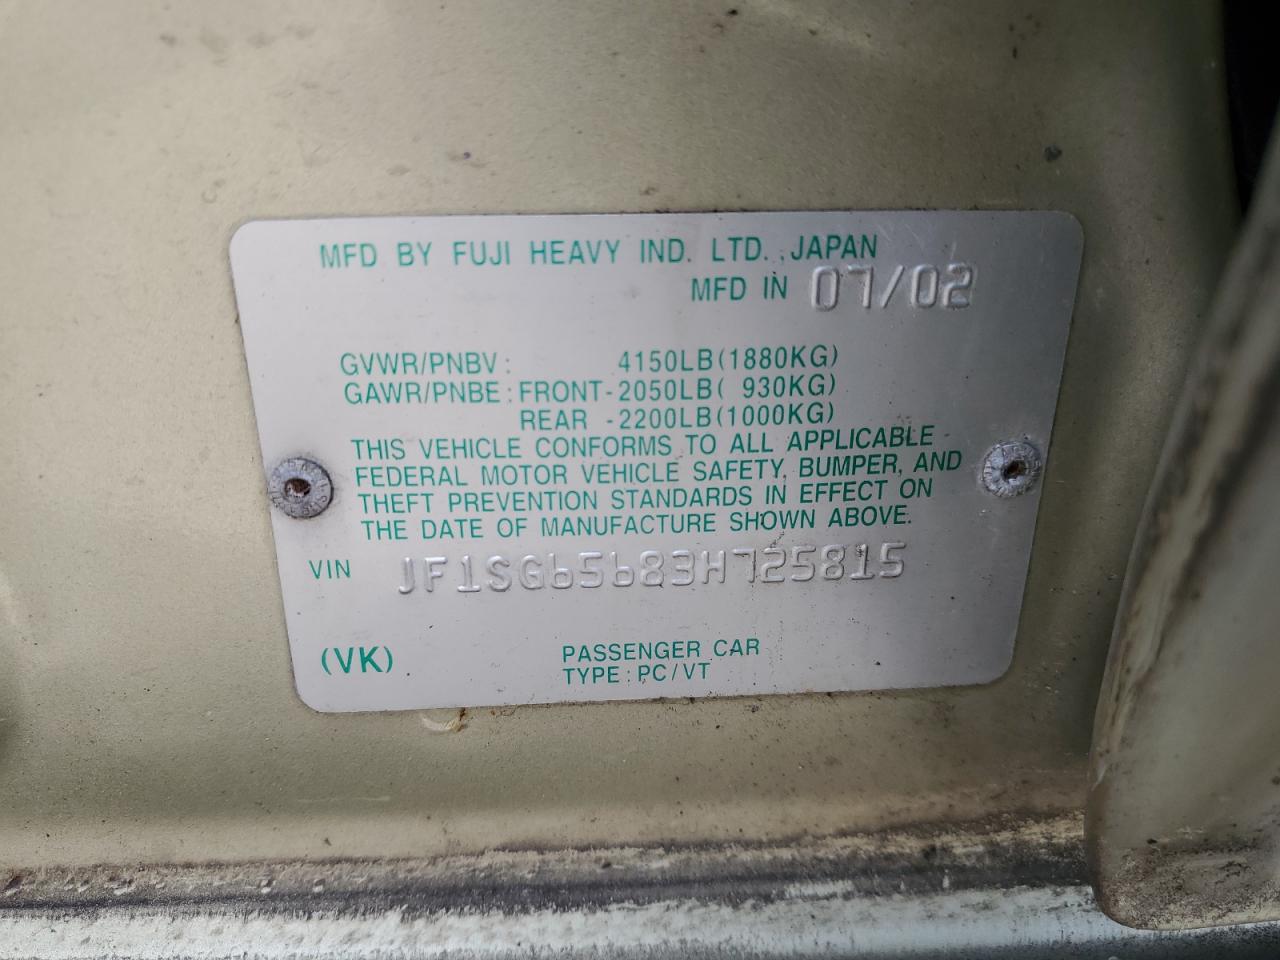 MFD BY FUJI HEAVY IND. LTD. JAPAN
MFD IN 07/02
GVWR/PNBV: 4150LB(1880KG)
GAWR/PNBE:FRONT-2050LB( 930KG)
REAR -2200LB(1000KG)
THIS VEHICLE CONFORMS TO ALL APPLICABLE
FEDERAL MOTOR VEHICLE SAFETY, BUMPER, AND
THEFT PREVENTION STANDARDS IN EFFECT ON
THE DATE OF MANUFACTURE SHOWN ABOVE.
VIN JF1SG65683H725815
(VK) PASSENGER CAR
TYPE: PC/VT